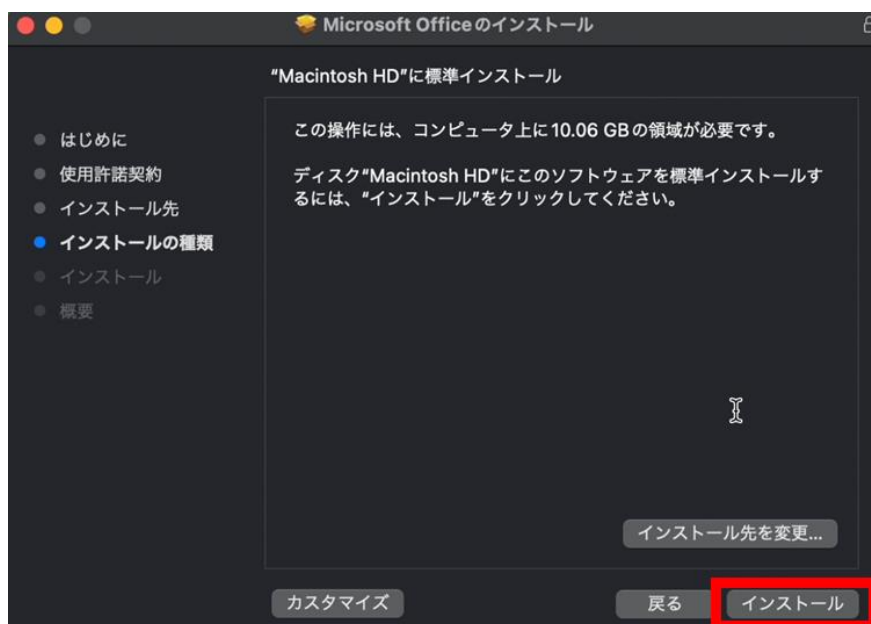 Microsoft Officeのインストール
“Macintosh HD”に標準インストール
はじめに
使用許諾契約
インストール先
インストールの種類
インストール
概要
この操作には、コンピュータ上に10.06 GBの領域が必要です。
ディスク“Macintosh HD”にこのソフトウェアを標準インストールす
るには、“インストール”をクリックしてください。
インストール先を変更...
カスタマイズ
戻る
インストール